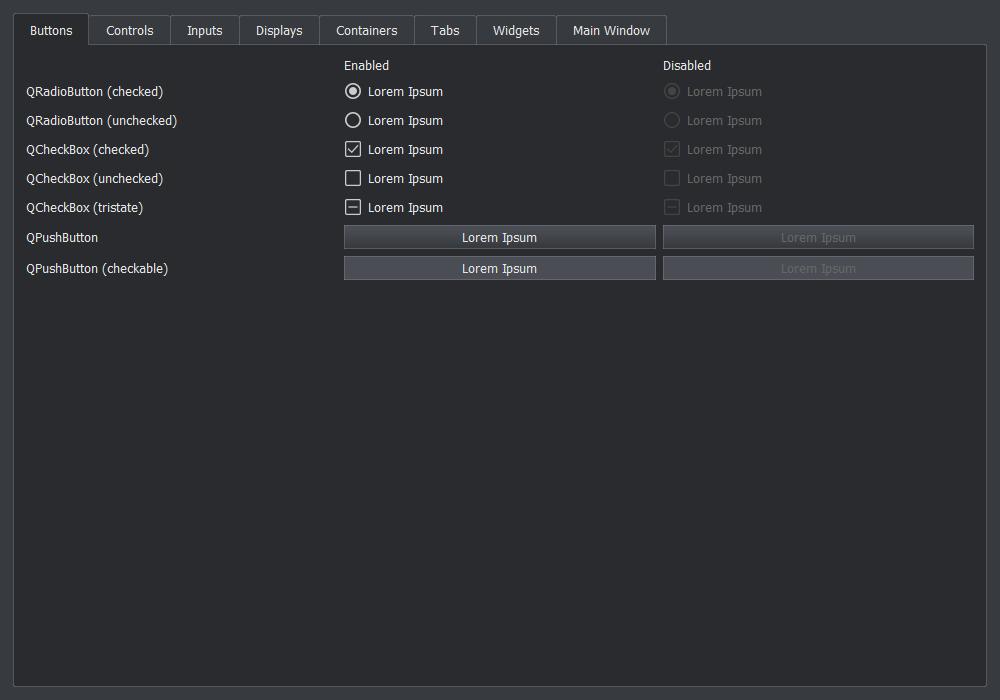 Buttons Controls Inputs Displays Containers Tabs Widgets Main Window
Enabled Disabled
QRadioButton (checked) Lorem Ipsum Lorem Ipsum
QRadioButton (unchecked) Lorem Ipsum Lorem Ipsum
QCheckBox (checked) Lorem Ipsum Lorem Ipsum
QCheckBox (unchecked) Lorem Ipsum Lorem Ipsum
QCheckBox (tristate) Lorem Ipsum Lorem Ipsum
QPushButton Lorem Ipsum Lorem Ipsum
QPushButton (checkable) Lorem Ipsum Lorem Ipsum